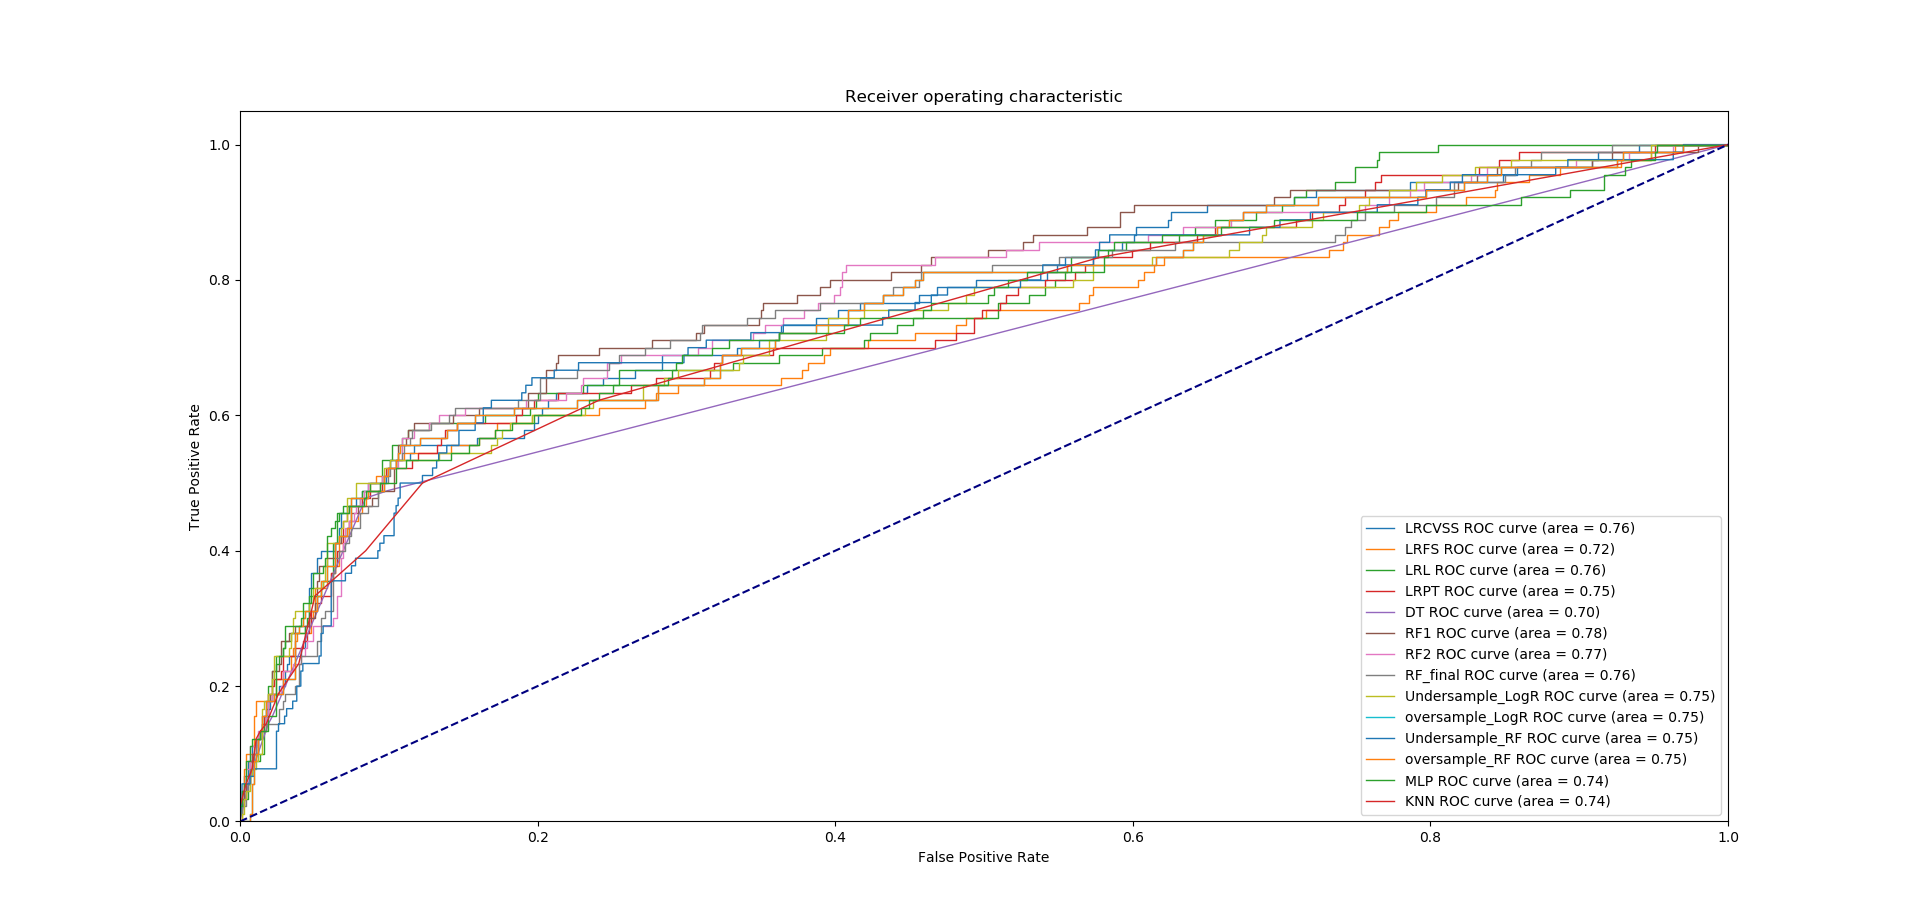 Receiver operating characteristic
1.0
0.8
0.6
0.4
0.2
0.0
True Positive Rate
0.0 0.2 0.4 0.6 0.8 1.0
False Positive Rate
LRCVSS ROC curve (area = 0.76)
LRFS ROC curve (area = 0.72)
LRL ROC curve (area = 0.76)
LRPT ROC curve (area = 0.75)
DT ROC curve (area = 0.70)
RF1 ROC curve (area = 0.78)
RF2 ROC curve (area = 0.77)
RF_final ROC curve (area = 0.76)
Undersample_LogR ROC curve (area = 0.75)
oversample_LogR ROC curve (area = 0.75)
Undersample_RF ROC curve (area = 0.75)
oversample_RF ROC curve (area = 0.75)
MLP ROC curve (area = 0.74)
KNN ROC curve (area = 0.74)